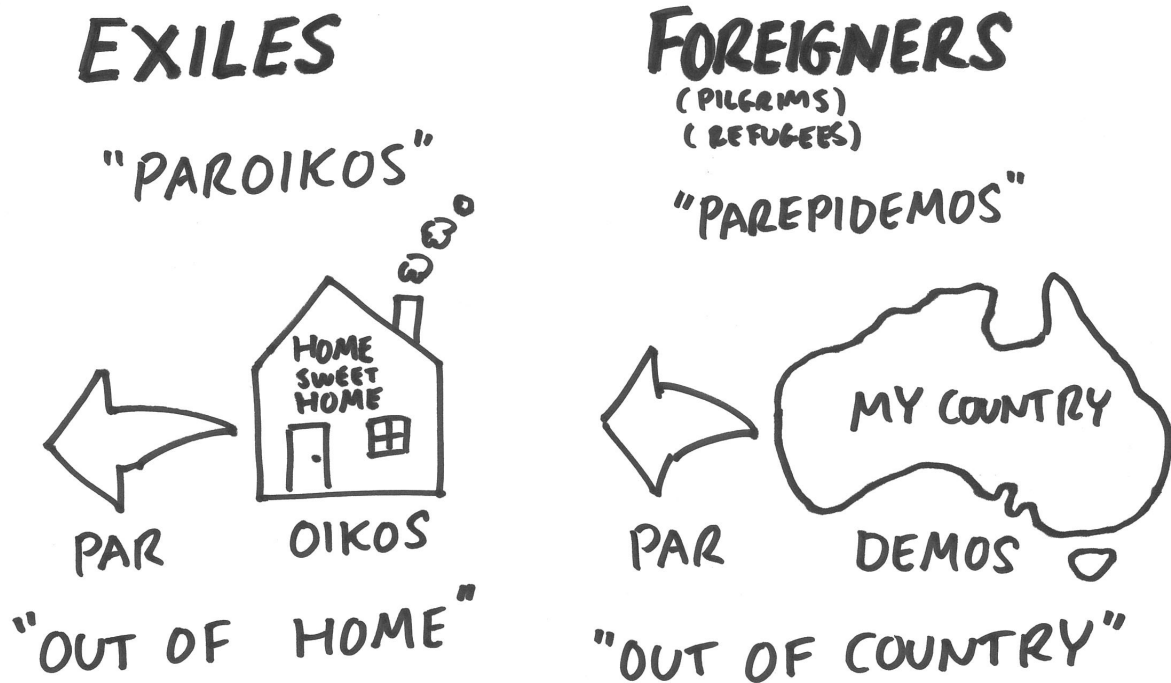 EXILES
"PAROIKOS"
HOME
SWEET
HOME
PAR
OIKOS
"OUT OF HOME"
FOREIGNERS
(PILGRIMS)
(REFUGEES)
"PAREPIDEMOS"
MY COUNTRY
PAR
DEMOS
"OUT OF COUNTRY"